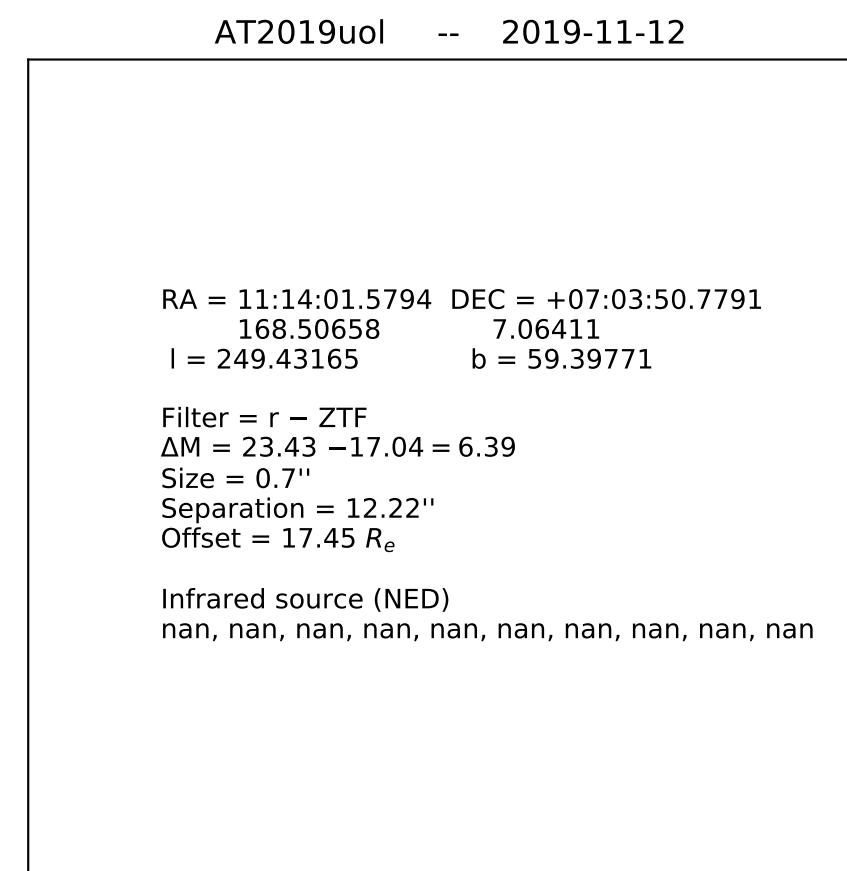 AT2019uol -- 2019-11-12
RA = 11:14:01.5794 DEC = +07:03:50.7791
168.50658 7.06411
l = 249.43165 b = 59.39771
Filter = r − ZTF
ΔM = 23.43 −17.04 = 6.39
Size = 0.7''
Separation = 12.22''
Offset = 17.45 Re
Infrared source (NED)
nan, nan, nan, nan, nan, nan, nan, nan, nan, nan